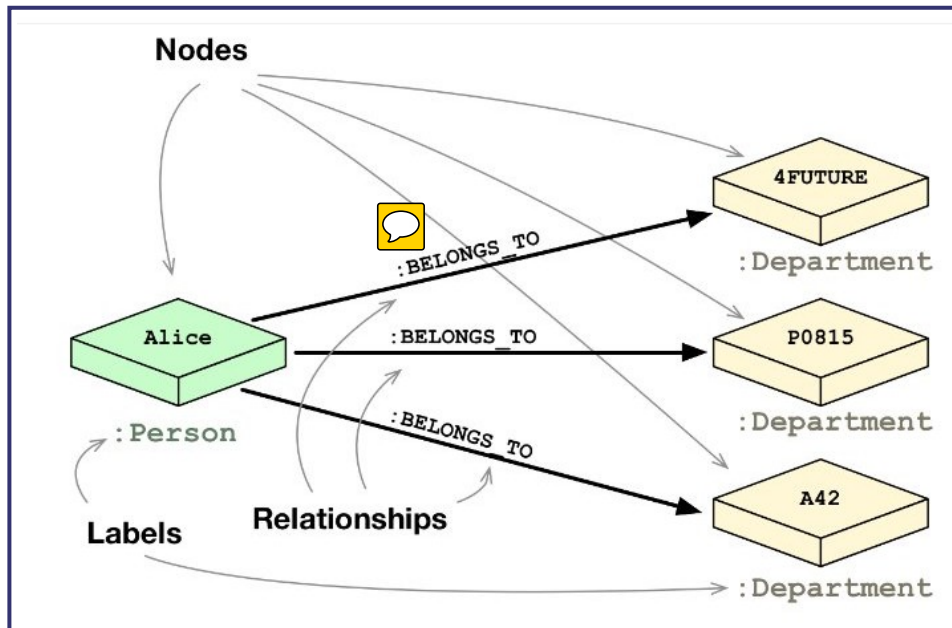 Nodes
4FUTURE
:BELONGS_TO
:Department
Alice
:BELONGS_TO
P0815
:Person
:BELONGS_TO
:Department
A42
Relationships
Labels
:Department